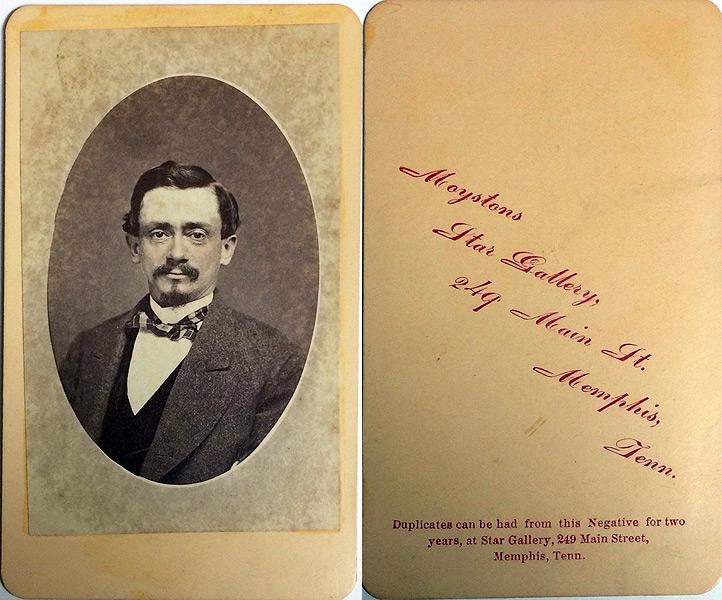 Moystons
Star Gallery,
249 Main St.
Memphis,
Tenn.
Duplicates can be had from this Negative for two
years, at Star Gallery, 249 Main Street,
Memphis, Tenn.